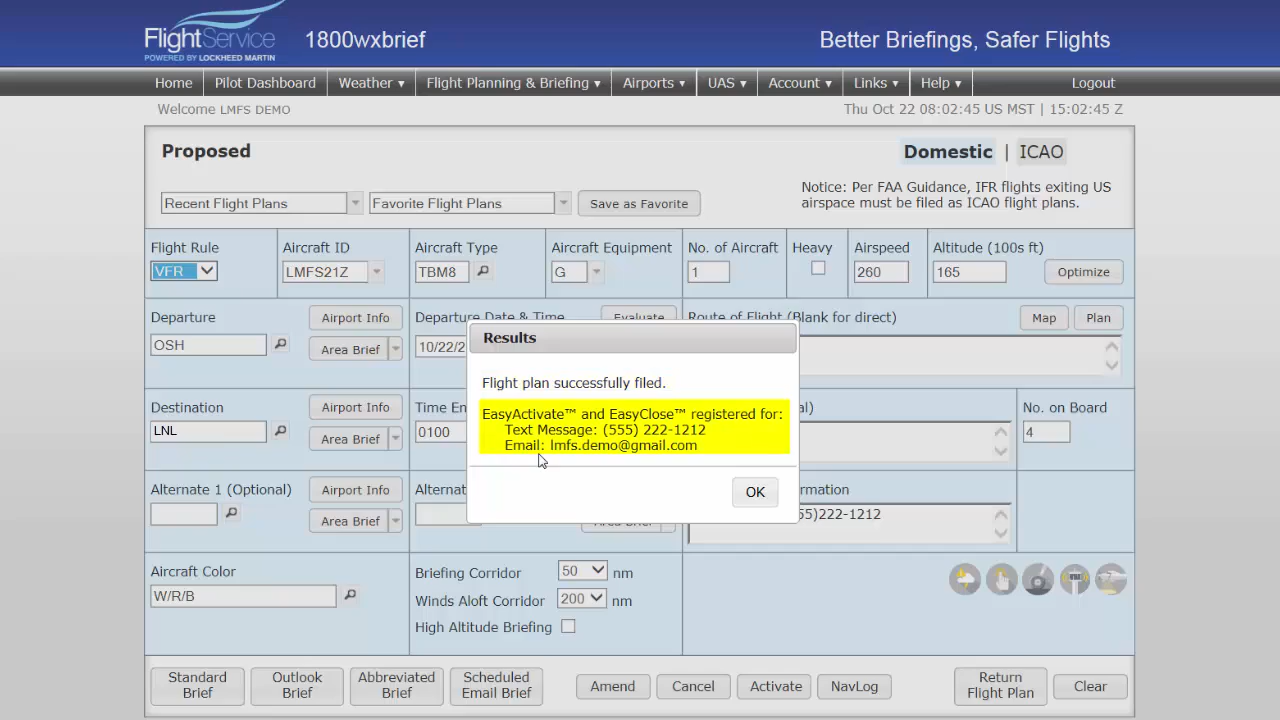 FlightService
POWERED BY LOCKHEED MARTIN
1800wxbrief
Better Briefings, Safer Flights
Home Pilot Dashboard Weather ▾ Flight Planning & Briefing ▾ Airports ▾ UAS ▾ Account ▾ Links ▾ Help ▾ Logout
Welcome LMFS DEMO
Thu Oct 22 08:02:45 US MST | 15:02:45 Z
Proposed
Domestic | ICAO
Recent Flight Plans Favorite Flight Plans Save as Favorite
Notice: Per FAA Guidance, IFR flights exiting US
airspace must be filed as ICAO flight plans.
Flight Rule Aircraft ID Aircraft Type Aircraft Equipment No. of Aircraft Heavy Airspeed Altitude (100s ft)
VFR LMFS21Z TBM8 G 1 260 165 Optimize
Departure Airport Info Departure Date & Time Evaluate Route of Flight (Blank for direct) Map Plan
OSH Area Brief 10/22/2
Results
Flight plan successfully filed.
EasyActivate™ and EasyClose™ registered for:
Text Message: (555) 222-1212
Email: lmfs.demo@gmail.com
OK
Destination Airport Info Time En al) No. on Board
LNL Area Brief 0100 4
Alternate 1 (Optional) Airport Info Alternat ormation
Area Brief Area Brief 55)222-1212
Aircraft Color
W/R/B
Briefing Corridor 50 nm
Winds Aloft Corridor 200 nm
High Altitude Briefing
Standard Brief Outlook Brief Abbreviated Brief Scheduled Email Brief Amend Cancel Activate NavLog Return Flight Plan Clear